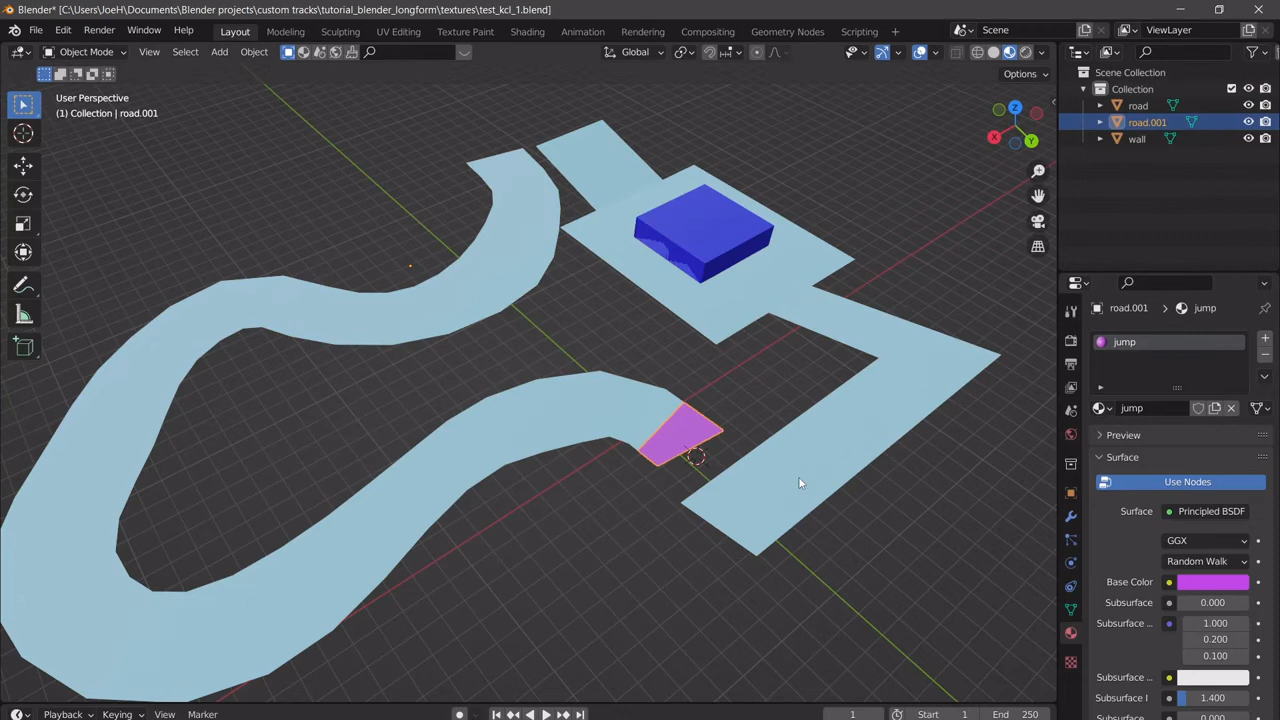 Blender* [C:\Users\JoeH\Documents\Blender projects\custom tracks\tutorial_blender_longform\textures\test_kcl_1.blend]
File Edit Render Window Help Layout Modeling Sculpting UV Editing Texture Paint Shading Animation Rendering Compositing Geometry Nodes Scripting + Scene ViewLayer
Object Mode View Select Add Object Global
Options
User Perspective
(1) Collection | road.001
Z
X
Y
Scene Collection
Collection
road
road.001
wall
road.001 > jump
jump
jump
Preview
Surface
Use Nodes
Surface Principled BSDF
GGX
Random Walk
Base Color
Subsurface 0.000
Subsurface ... 1.000
0.200
0.100
Subsurface ...
Subsurface I 1.400
0.000
Playback Keying View Marker 1 Start 1 End 250